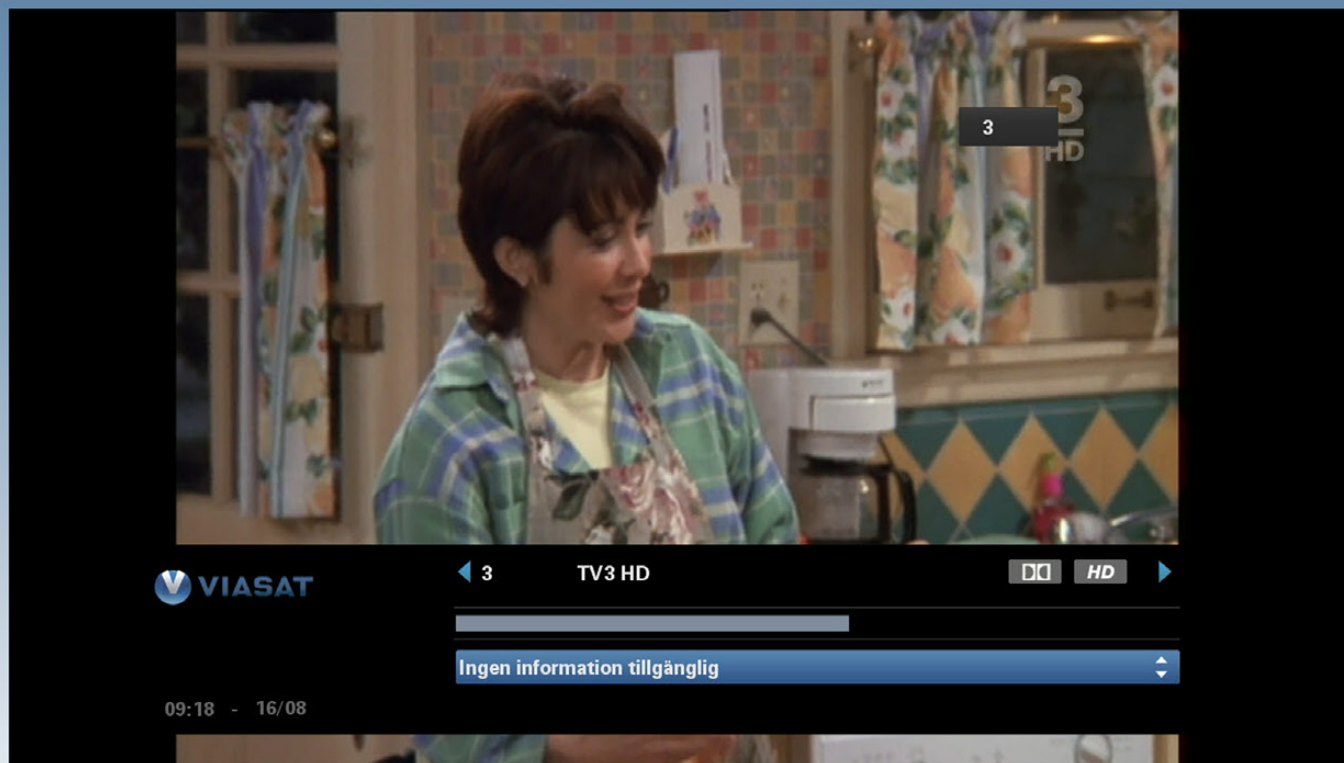 3
3
HD
VIASAT
3 TV3 HD HD
Ingen information tillgänglig
09:18 - 16/08